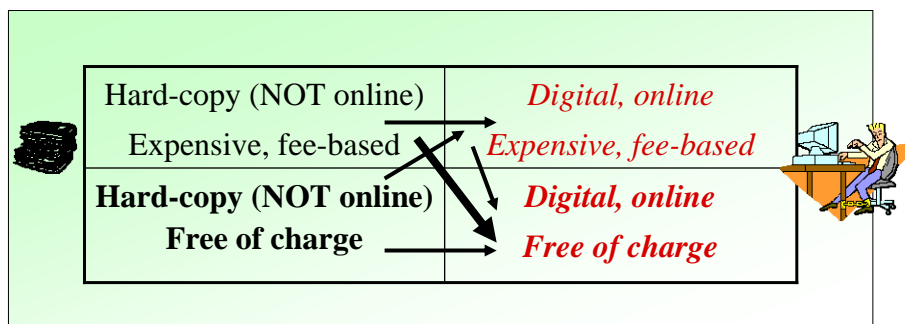 Hard-copy (NOT online)
Expensive, fee-based
Digital, online
Expensive, fee-based
Hard-copy (NOT online)
Free of charge
Digital, online
Free of charge